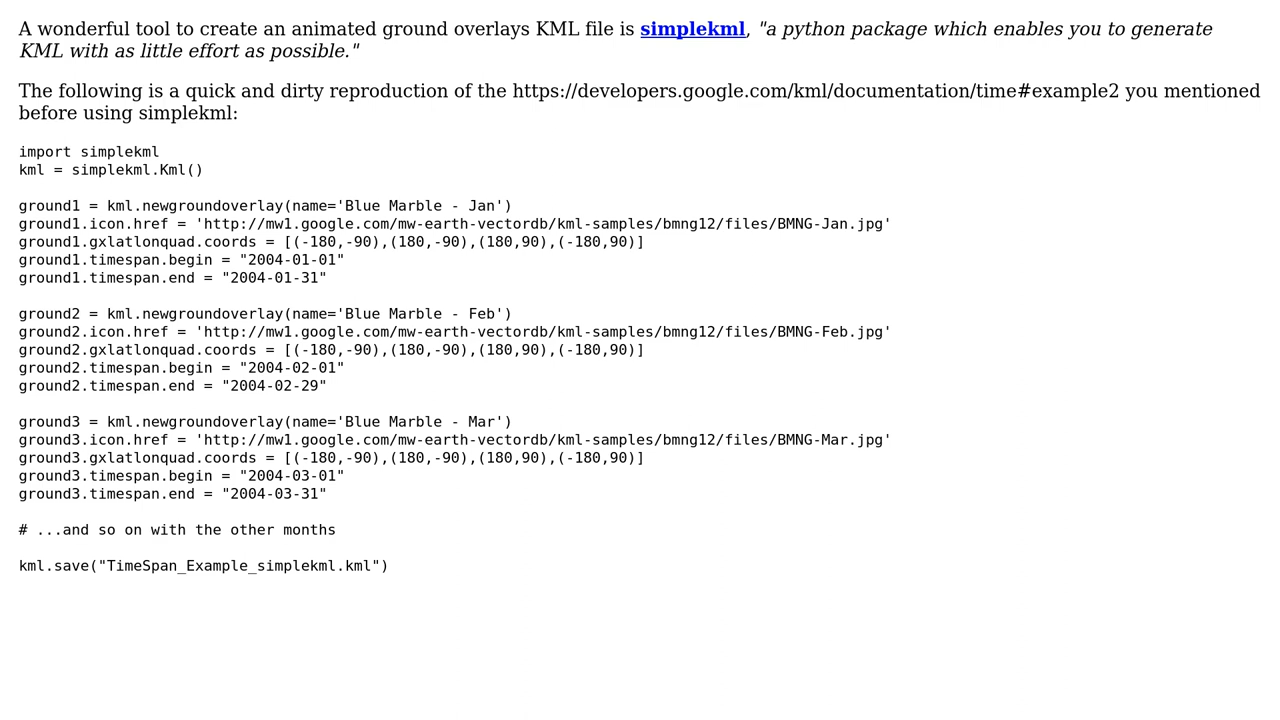 A wonderful tool to create an animated ground overlays KML file is simplekml, "a python package which enables you to generate
KML with as little effort as possible."
The following is a quick and dirty reproduction of the https://developers.google.com/kml/documentation/time#example2 you mentioned
before using simplekml:
import simplekml
kml = simplekml.Kml()
ground1 = kml.newgroundoverlay(name='Blue Marble - Jan')
ground1.icon.href = 'http://mw1.google.com/mw-earth-vectordb/kml-samples/bmng12/files/BMNG-Jan.jpg'
ground1.gxlatlonquad.coords = [(-180,-90),(180,-90),(180,90),(-180,90)]
ground1.timespan.begin = "2004-01-01"
ground1.timespan.end = "2004-01-31"
ground2 = kml.newgroundoverlay(name='Blue Marble - Feb')
ground2.icon.href = 'http://mw1.google.com/mw-earth-vectordb/kml-samples/bmng12/files/BMNG-Feb.jpg'
ground2.gxlatlonquad.coords = [(-180,-90),(180,-90),(180,90),(-180,90)]
ground2.timespan.begin = "2004-02-01"
ground2.timespan.end = "2004-02-29"
ground3 = kml.newgroundoverlay(name='Blue Marble - Mar')
ground3.icon.href = 'http://mw1.google.com/mw-earth-vectordb/kml-samples/bmng12/files/BMNG-Mar.jpg'
ground3.gxlatlonquad.coords = [(-180,-90),(180,-90),(180,90),(-180,90)]
ground3.timespan.begin = "2004-03-01"
ground3.timespan.end = "2004-03-31"
# ...and so on with the other months
kml.save("TimeSpan_Example_simplekml.kml")